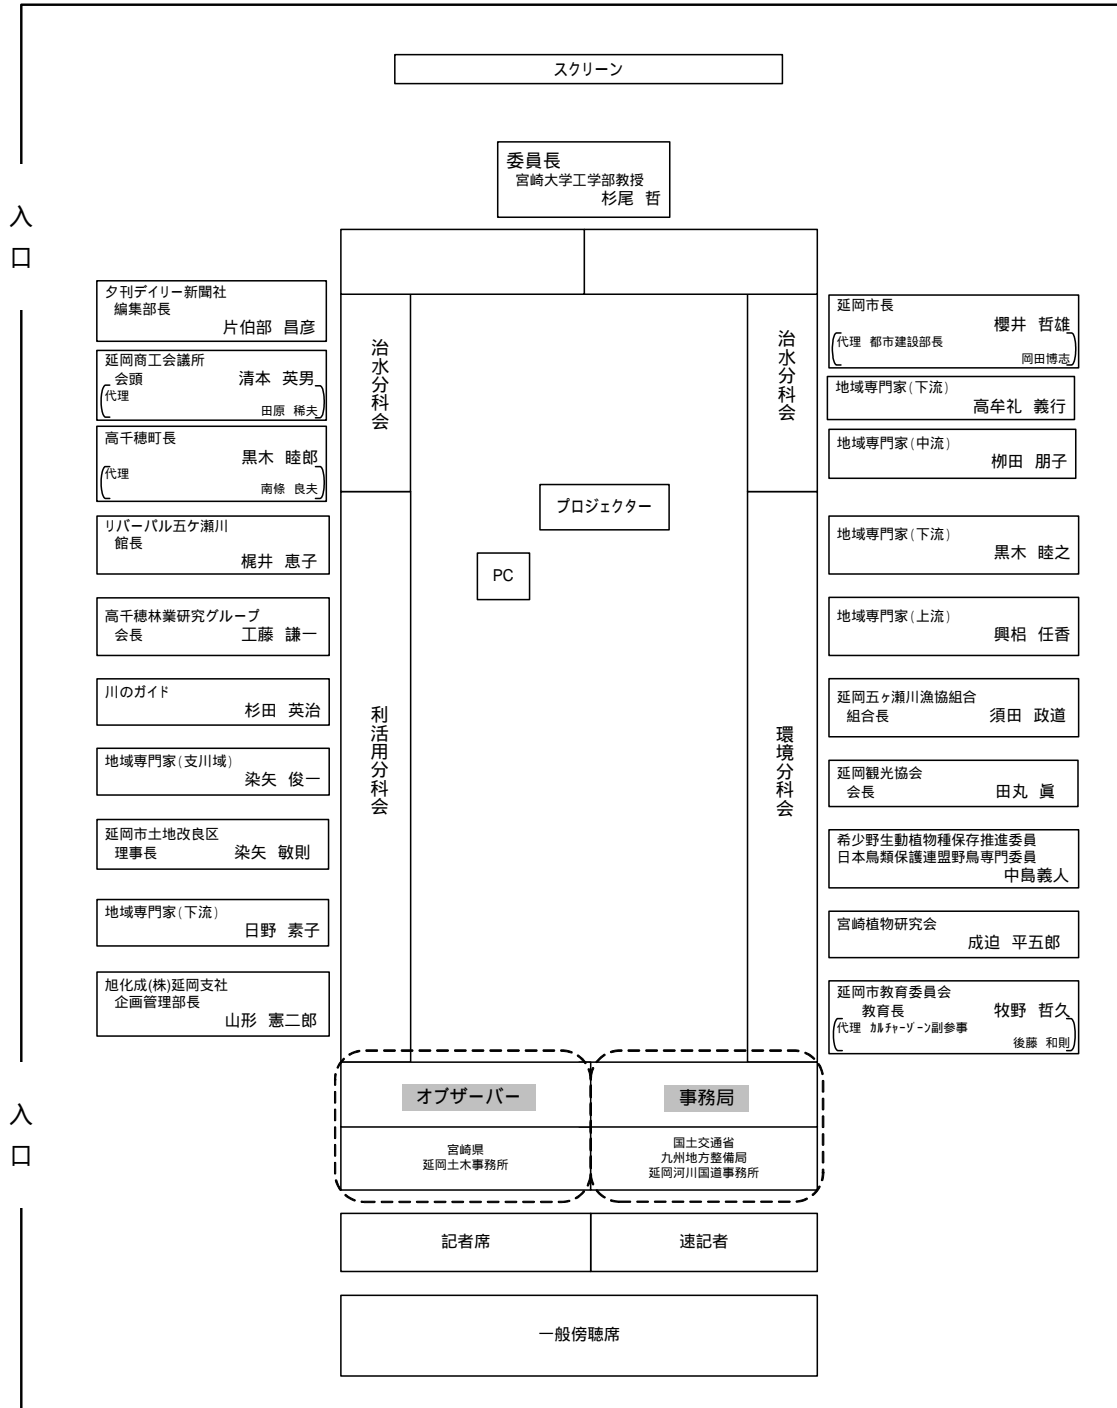 スクリーン
委員長
宮崎大学工学部教授
杉尾 哲
入口
夕刊デイリー新聞社
編集部長
片伯部 昌彦
延岡商工会議所
会頭 清本 英男
代理
田原 稀夫
高千穂町長
黒木 睦郎
代理
南條 良夫
リバーパル五ケ瀬川
館長
梶井 恵子
高千穂林業研究グループ
会長 工藤 謙一
川のガイド
杉田 英治
地域専門家(支川域)
染矢 俊一
延岡市土地改良区
理事長 染矢 敏則
地域専門家(下流)
日野 素子
旭化成(株)延岡支社
企画管理部長
山形 憲二郎
入口
治水分科会
利活用分科会
プロジェクター
PC
治水分科会
環境分科会
延岡市長
櫻井 哲雄
代理 都市建設部長
岡田博志
地域専門家(下流)
高牟礼 義行
地域専門家(中流)
栁田 朋子
地域専門家(下流)
黒木 睦之
地域専門家(上流)
興梠 任香
延岡五ヶ瀬川漁協組合
組合長 須田 政道
延岡観光協会
会長 田丸 眞
希少野生動植物種保存推進委員
日本鳥類保護連盟野鳥専門委員
中島義人
宮崎植物研究会
成迫 平五郎
延岡市教育委員会
教育長 牧野 哲久
代理 ｶﾙﾁｬｰｿﾞｰﾝ副参事
後藤 和則
オブザーバー
宮崎県
延岡土木事務所
事務局
国土交通省
九州地方整備局
延岡河川国道事務所
記者席
速記者
一般傍聴席